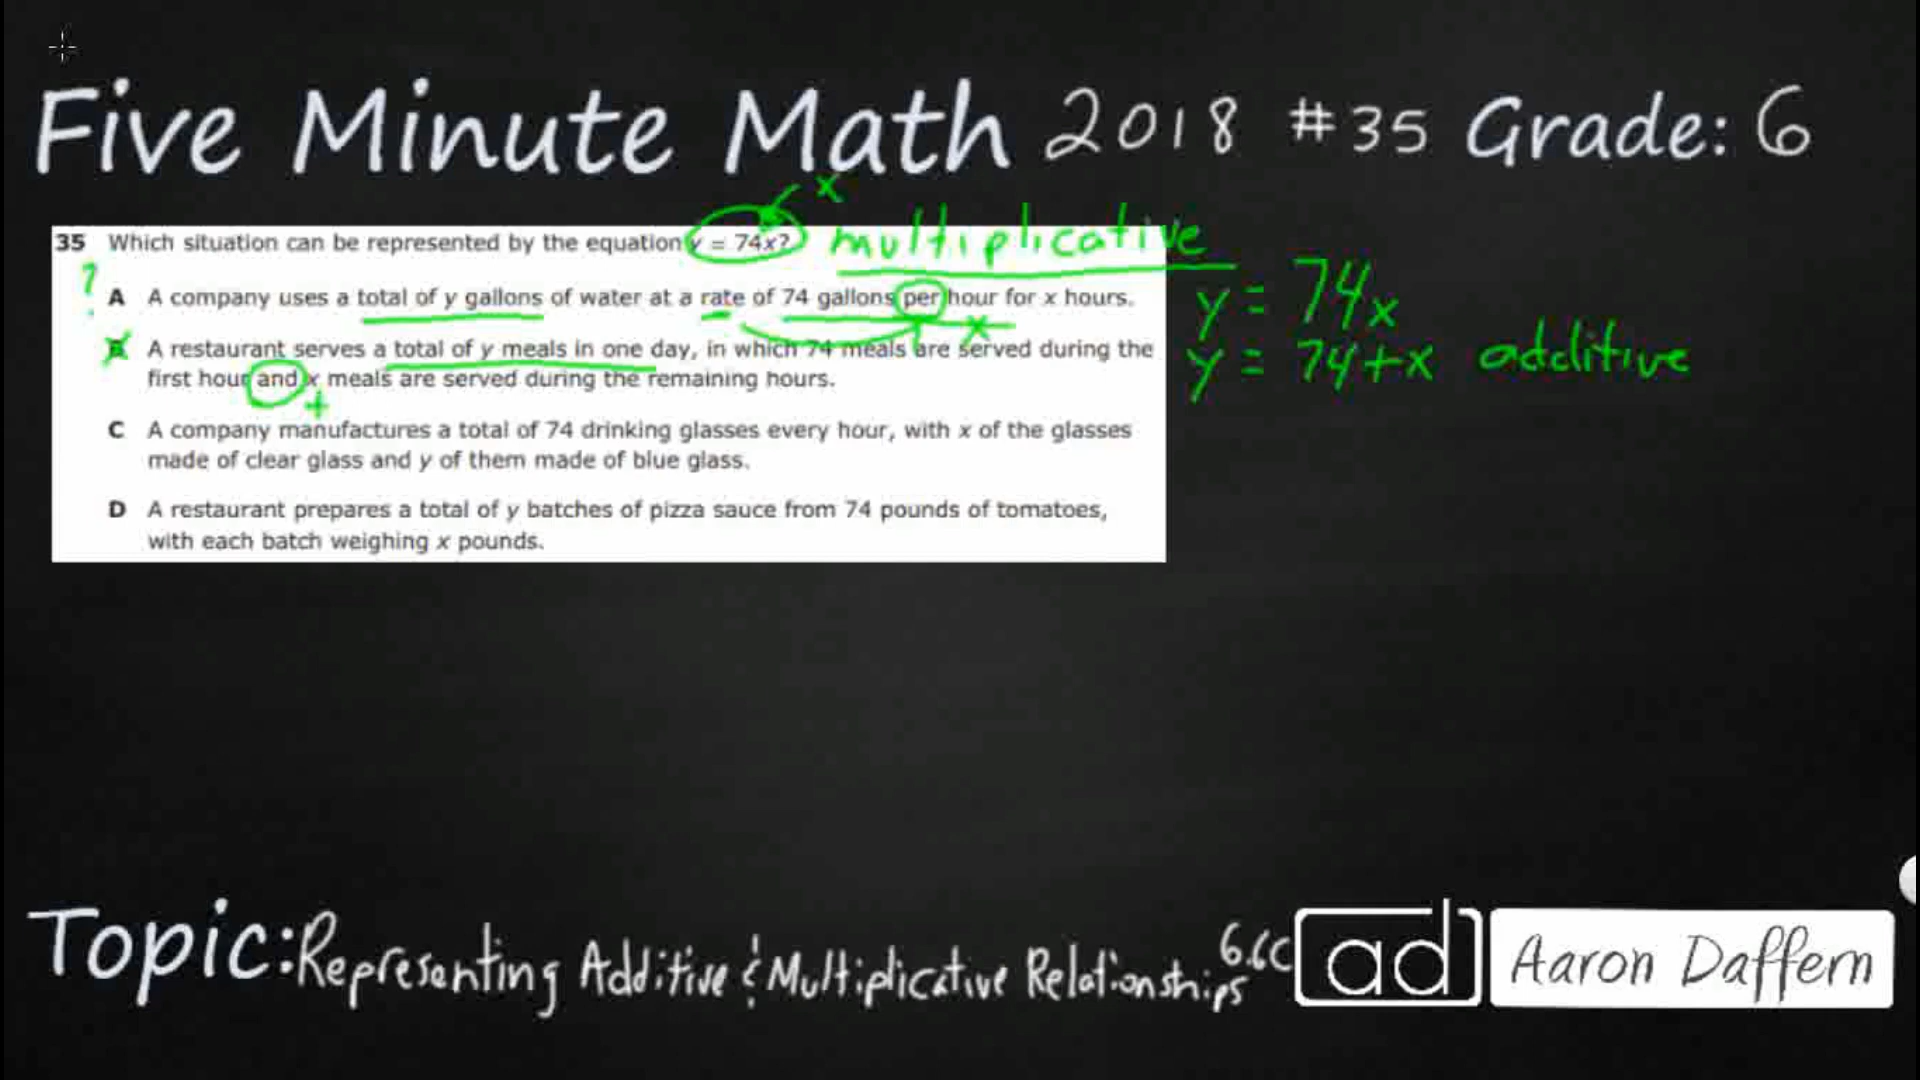 Five Minute Math 2018 #35 Grade: 6
x
35 Which situation can be represented by the equation y = 74x? multiplicative
?
A A company uses a total of y gallons of water at a rate of 74 gallons per hour for x hours. y = 74x
x
B A restaurant serves a total of y meals in one day, in which 74 meals are served during the y = 74+x additive
first hour and x meals are served during the remaining hours.
+
C A company manufactures a total of 74 drinking glasses every hour, with x of the glasses
made of clear glass and y of them made of blue glass.
D A restaurant prepares a total of y batches of pizza sauce from 74 pounds of tomatoes,
with each batch weighing x pounds.
Topic: Representing Additive & Multiplicative Relationships 6.6C ad Aaron Daffern